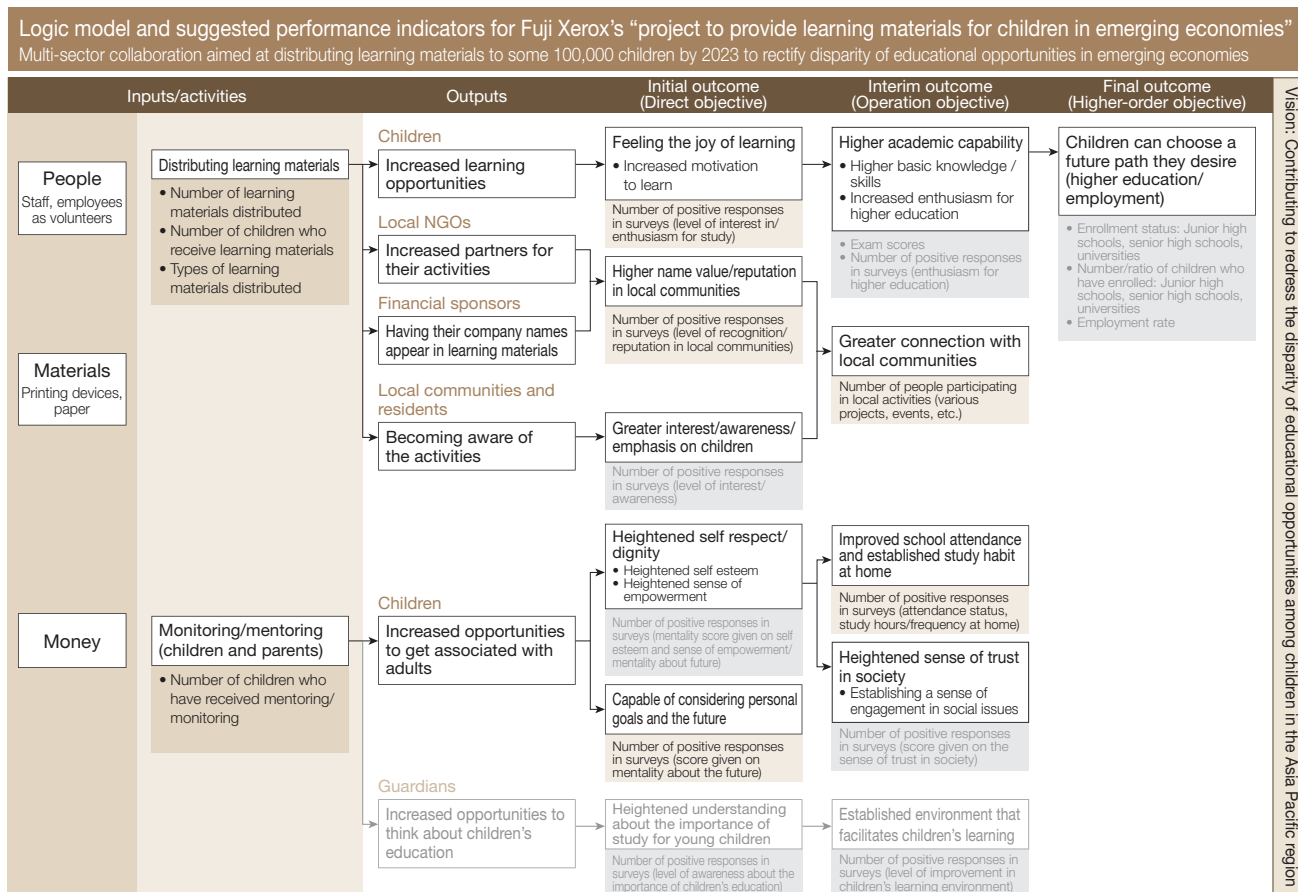 Logic model and suggested performance indicators for Fuji Xerox's “project to provide learning materials for children in emerging economies”
Multi-sector collaboration aimed at distributing learning materials to some 100,000 children by 2023 to rectify disparity of educational opportunities in emerging economies
Inputs/activities
Outputs
Initial outcome
(Direct objective)
Interim outcome
(Operation objective)
Final outcome
(Higher-order objective)
People
Staff, employees
as volunteers
Materials
Printing devices,
paper
Money
Distributing learning materials
• Number of learning
materials distributed
• Number of children who
receive learning materials
• Types of learning
materials distributed
Monitoring/mentoring
(children and parents)
• Number of children who
have received mentoring/
monitoring
Children
Increased learning
opportunities
Local NGOs
Increased partners for
their activities
Financial sponsors
Having their company names
appear in learning materials
Local communities and
residents
Becoming aware of
the activities
Children
Increased opportunities
to get associated with
adults
Guardians
Increased opportunities to
think about children's
education
Feeling the joy of learning
• Increased motivation
to learn
Number of positive responses
in surveys (level of interest in/
enthusiasm for study)
Higher name value/reputation
in local communities
Number of positive responses
in surveys (level of recognition/
reputation in local communities)
Greater interest/awareness/
emphasis on children
Number of positive responses
in surveys (level of interest/
awareness)
Heightened self respect/
dignity
• Heightened self esteem
• Heightened sense of
empowerment
Number of positive responses in
surveys (mentality score given on self
esteem and sense of empowerment/
mentality about future)
Capable of considering personal
goals and the future
Number of positive responses
in surveys (score given on
mentality about the future)
Heightened understanding
about the importance of
study for young children
Number of positive responses in
surveys (level of awareness about the
importance of children's education)
Higher academic capability
• Higher basic knowledge /
skills
• Increased enthusiasm for
higher education
• Exam scores
• Number of positive responses
in surveys (enthusiasm for
higher education)
Greater connection with
local communities
Number of people participating
in local activities (various
projects, events, etc.)
Improved school attendance
and established study habit
at home
Number of positive responses
in surveys (attendance status,
study hours/frequency at home)
Heightened sense of trust
in society
• Establishing a sense of
engagement in social issues
Number of positive responses
in surveys (score given on the
sense of trust in society)
Established environment that
facilitates children's learning
Number of positive responses in
surveys (level of improvement in
children's learning environment)
Children can choose a
future path they desire
(higher education/
employment)
• Enrollment status: Junior high
schools, senior high schools,
universities
• Number/ratio of children who
have enrolled: Junior high
schools, senior high schools,
universities
• Employment rate
Vision: Contributing to redress the disparity of educational opportunities among children in the Asia Pacific region